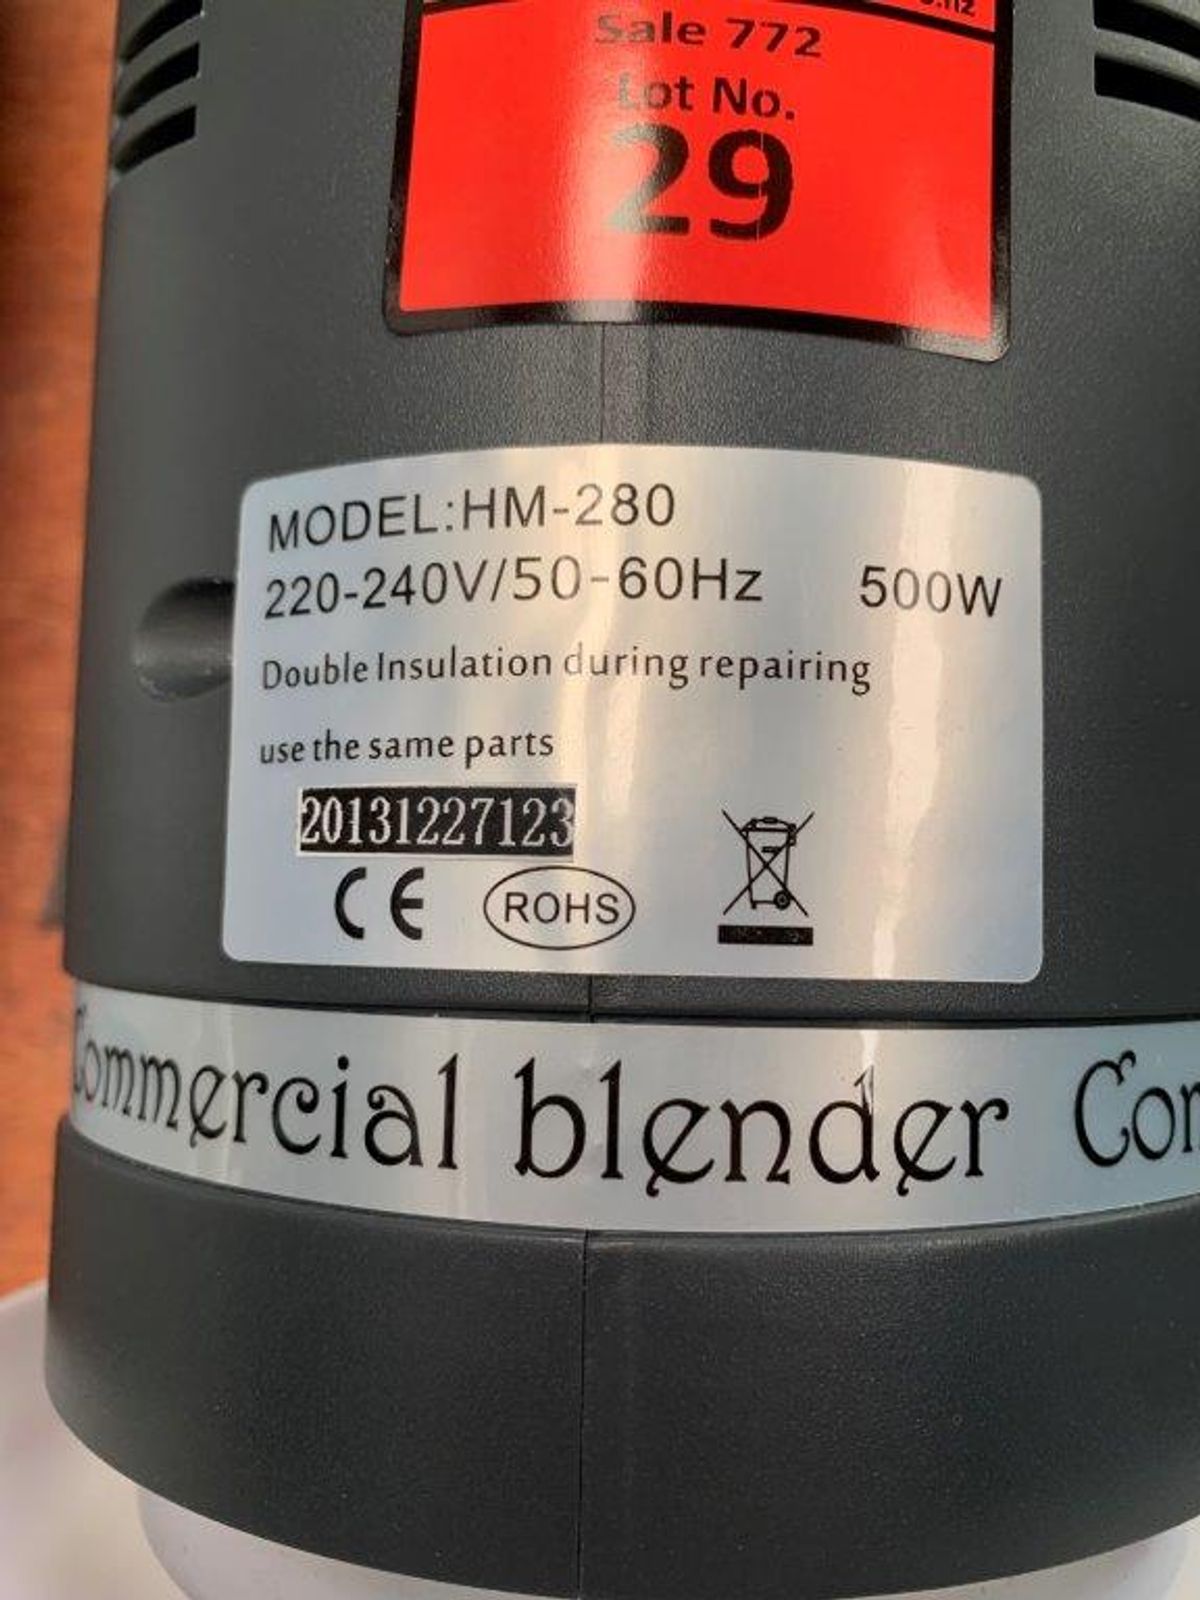 Sale 772
Lot No.
29
MODEL:HM-280
220-240V/50-60Hz 500W
Double Insulation during repairing
use the same parts
20131227123
CE ROHS
Commercial blender Com